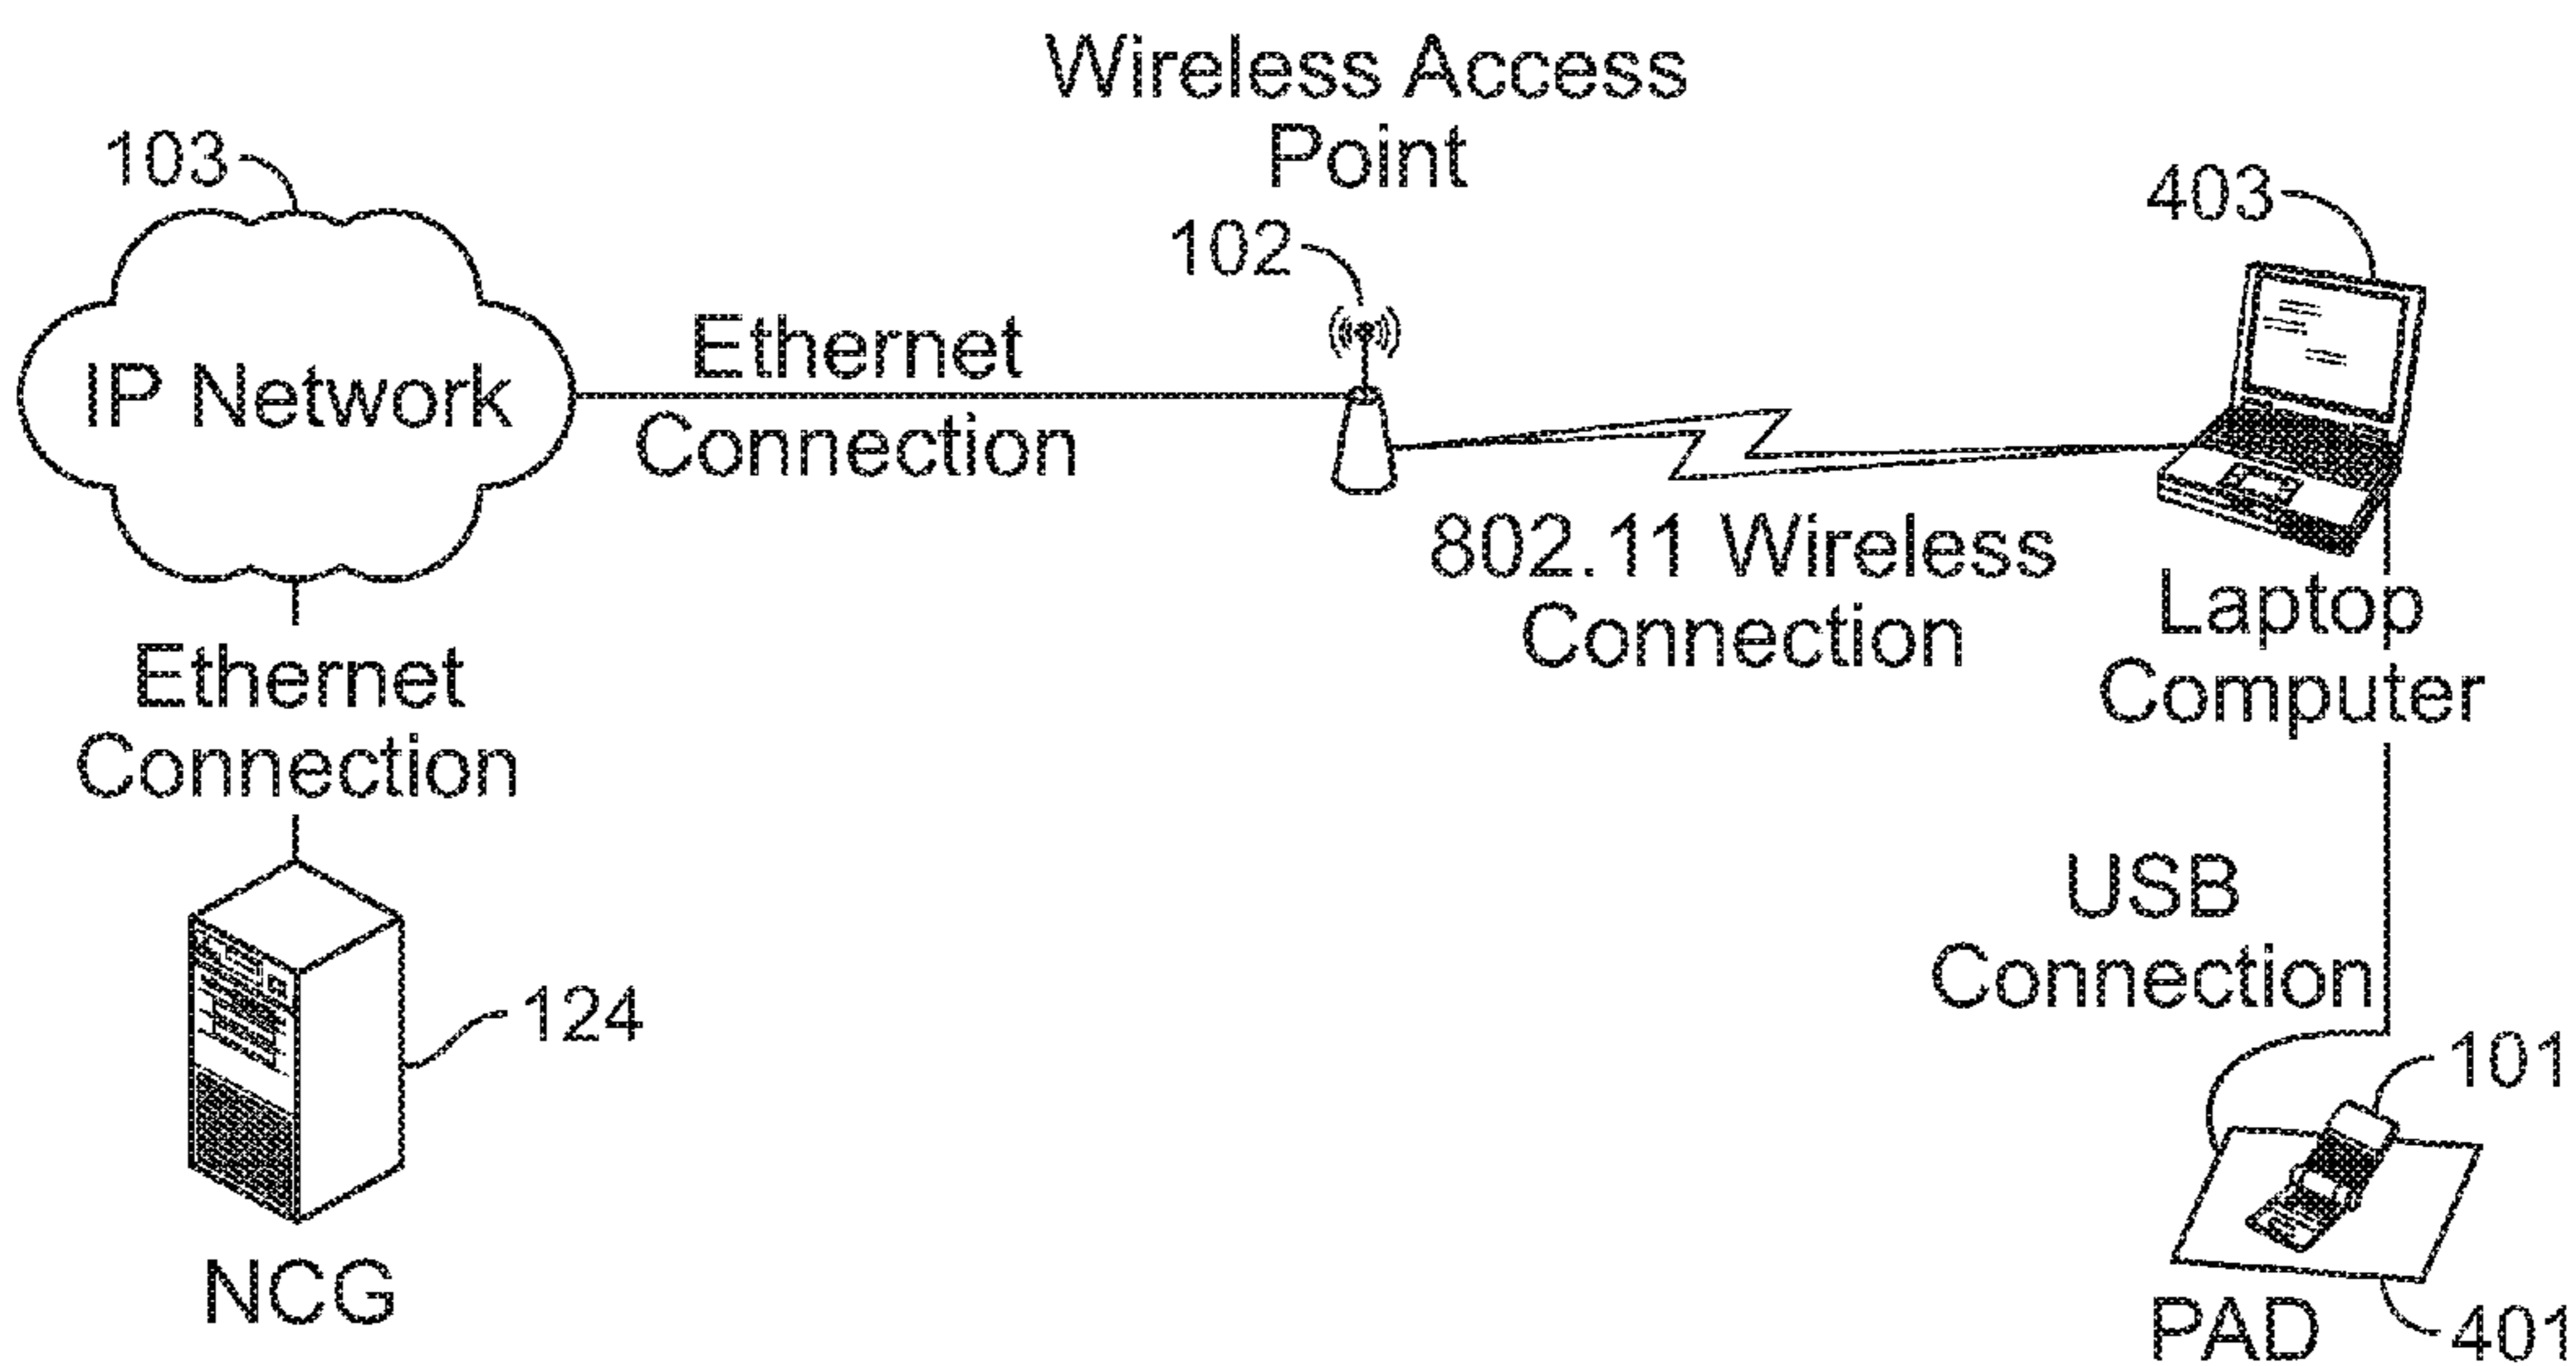 Wireless Access
Point
103
102
403
IP Network
Ethernet
Connection
802.11 Wireless
Connection
Laptop
Computer
Ethernet
Connection
USB
Connection
124
101
NCG
PAD
401